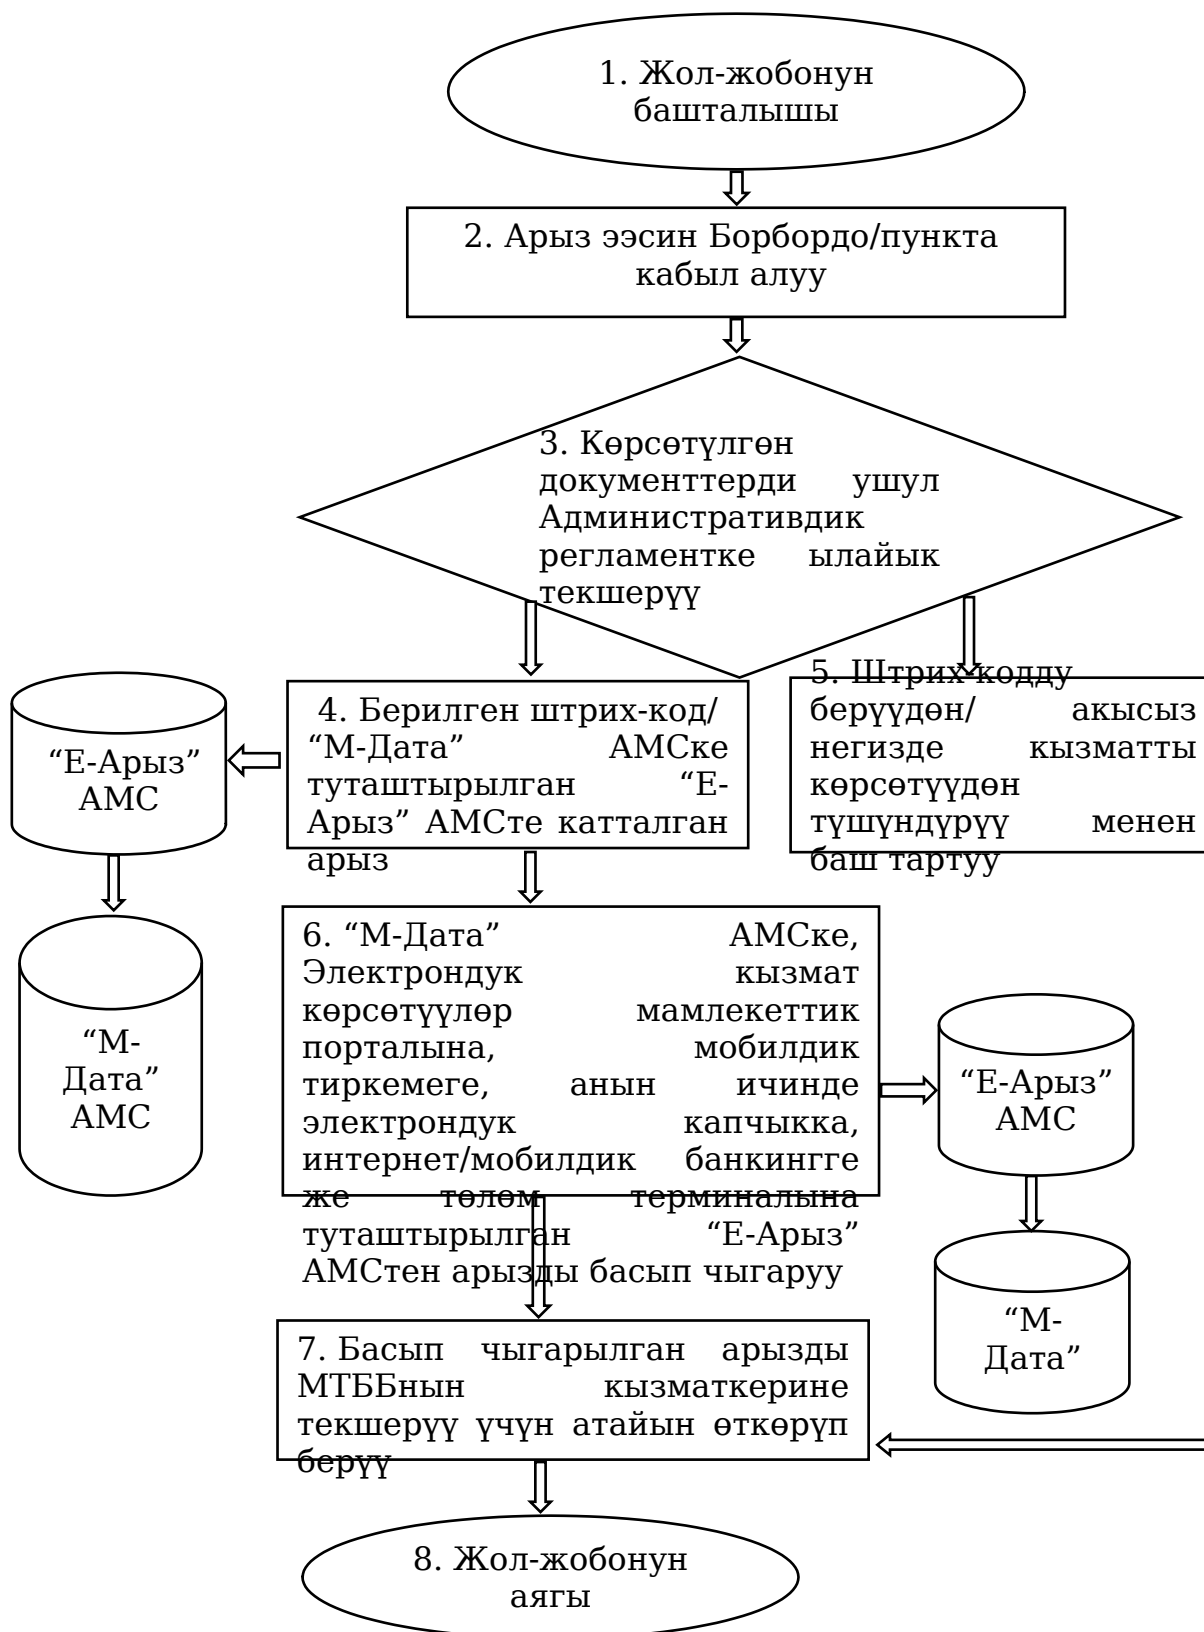 1. Жол-жобонун
башталышы
2. Арыз ээсин Борбордо/пункта
кабыл алуу
3. Көрсөтүлгөн
документтерди ушул
Административдик
регламентке ылайык
текшерүү
4. Берилген штрих-код/
“М-Дата” АМСке
туташтырылган “Е-
Арыз” АМСте катталган
арыз
5. Штрих-кодду
берүүдөн/ акысыз
негизде кызматты
көрсөтүүдөн
түшүндүрүү менен
баш тартуу
“Е-Арыз”
АМС
“М-
Дата”
АМС
6. “М-Дата” АМСке,
Электрондук кызмат
көрсөтүүлөр мамлекеттик
порталына, мобилдик
тиркемеге, анын ичинде
электрондук капчыкка,
интернет/мобилдик банкингге
же төлөм терминалына
туташтырылган “Е-Арыз”
АМСтен арызды басып чыгаруу
“Е-Арыз”
АМС
“М-
Дата”
7. Басып чыгарылган арызды
МТББнын кызматкерине
текшерүү үчүн атайын өткөрүп
берүү
8. Жол-жобонун
аягы